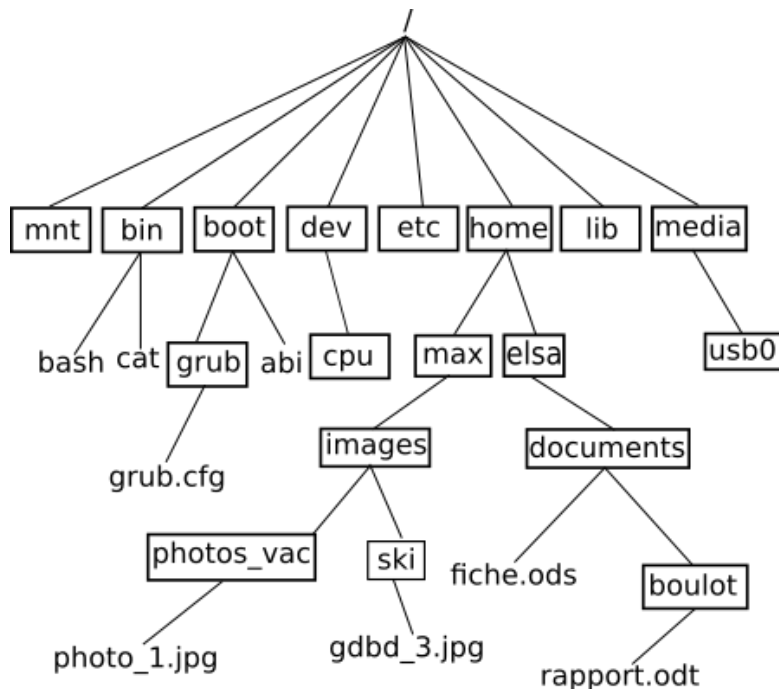 /
mnt bin boot dev etc home lib media
bash cat grub abi cpu max elsa usb0
images documents
grub.cfg
photos_vac ski fiche.ods boulot
photo_1.jpg gdbd_3.jpg rapport.odt